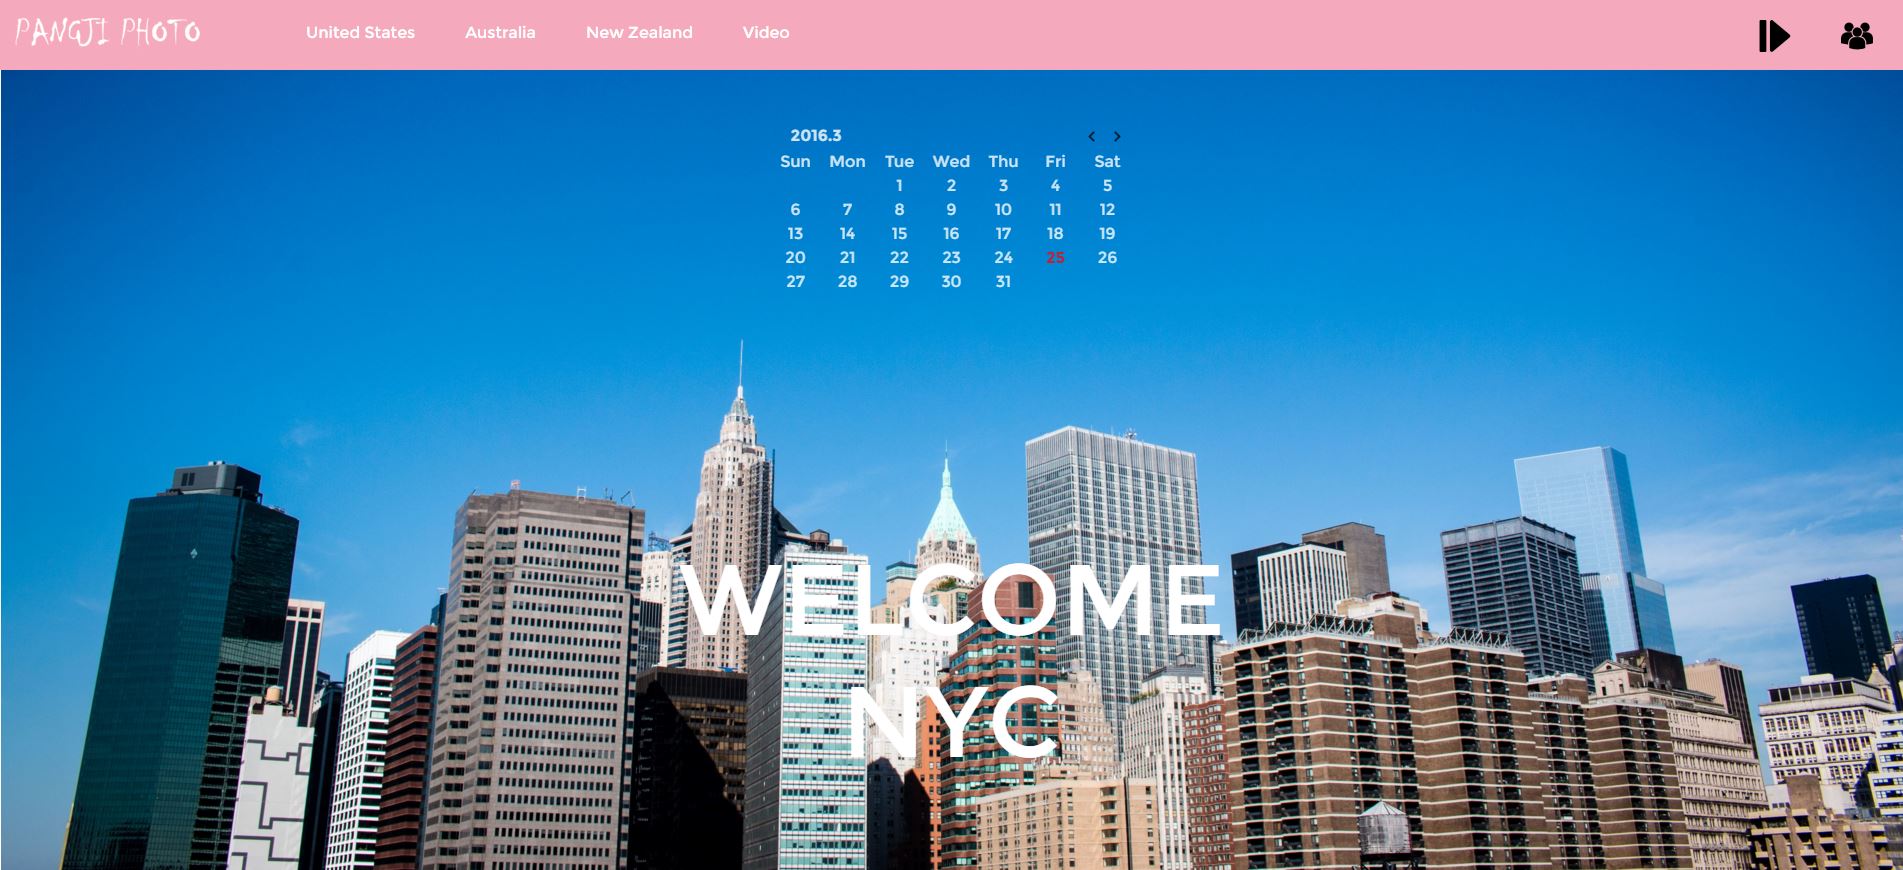 PANGJI PHOTO United States Australia New Zealand Video
2016.3 < >
Sun Mon Tue Wed Thu Fri Sat
1 2 3 4 5
6 7 8 9 10 11 12
13 14 15 16 17 18 19
20 21 22 23 24 25 26
27 28 29 30 31
WELCOME
NYC